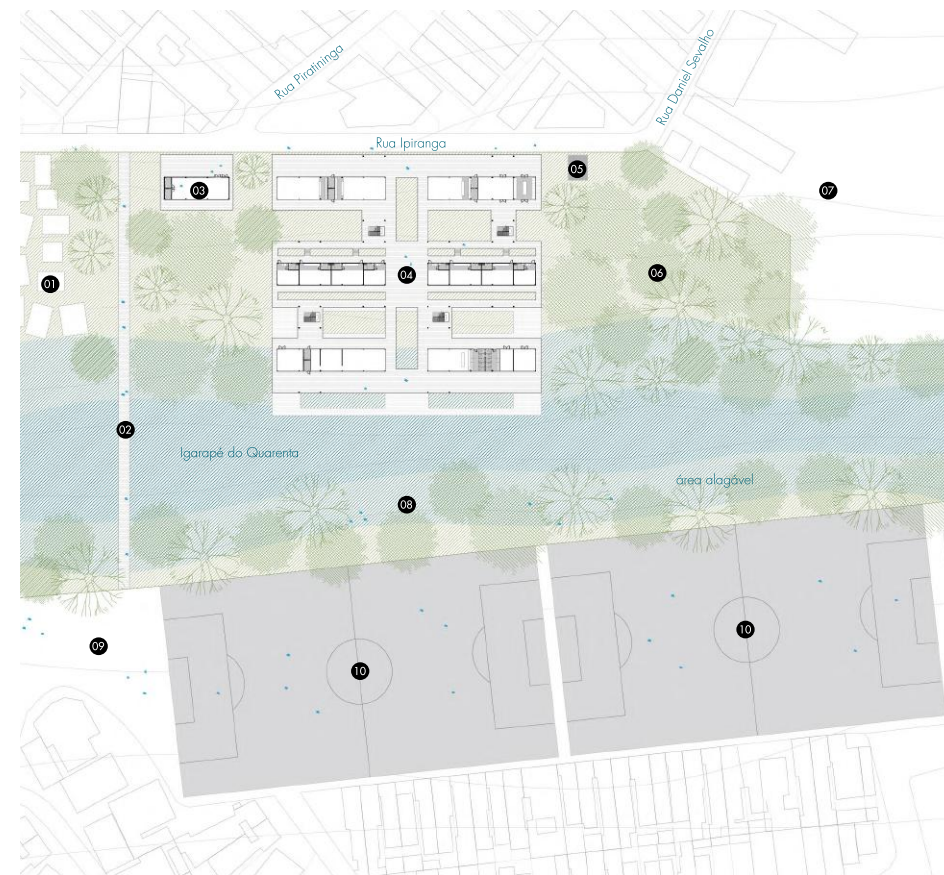 Rua Piratininga
Rua Daniel Sevalho
Rua Ipiranga
05
03
07
04
06
01
02
Igarapé do Quarenta
área alagável
08
10
09
10